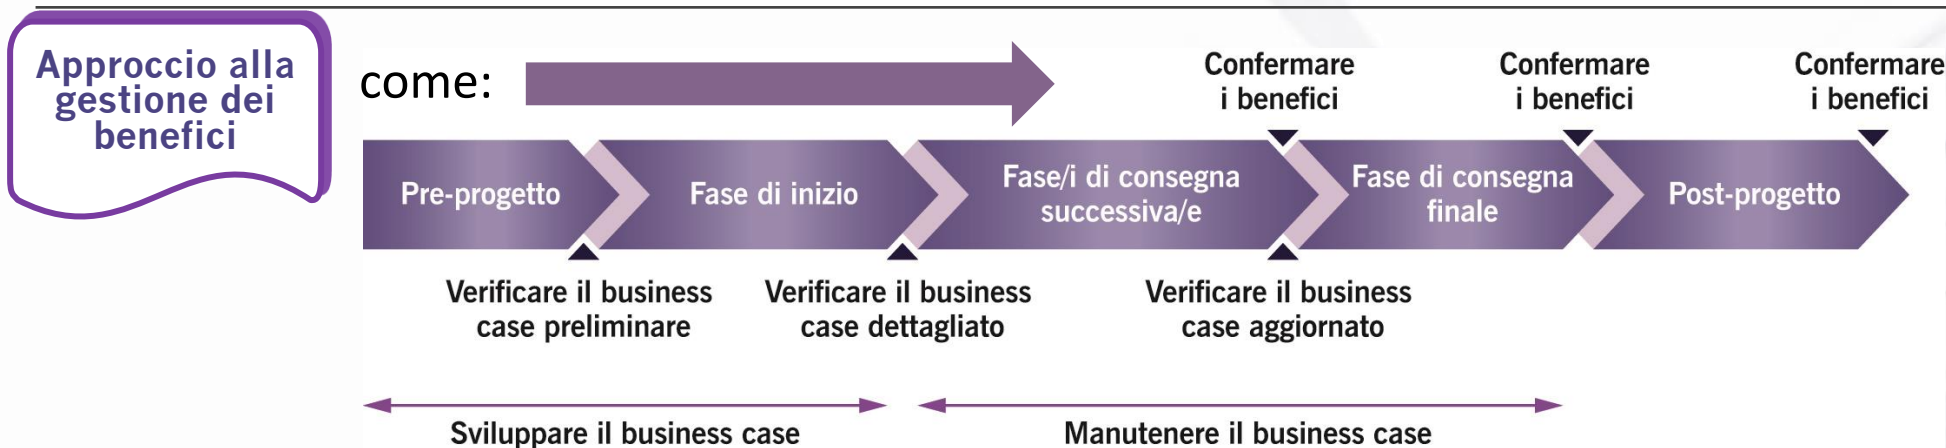 Approccio alla
gestione dei
benefici
come:
Confermare
i benefici
Confermare
i benefici
Confermare
i benefici
Pre-progetto
Fase di inizio
Fase/i di consegna
successiva/e
Fase di consegna
finale
Post-progetto
Verificare il business
case preliminare
Verificare il business
case dettagliato
Verificare il business
case aggiornato
Sviluppare il business case
Manutenere il business case